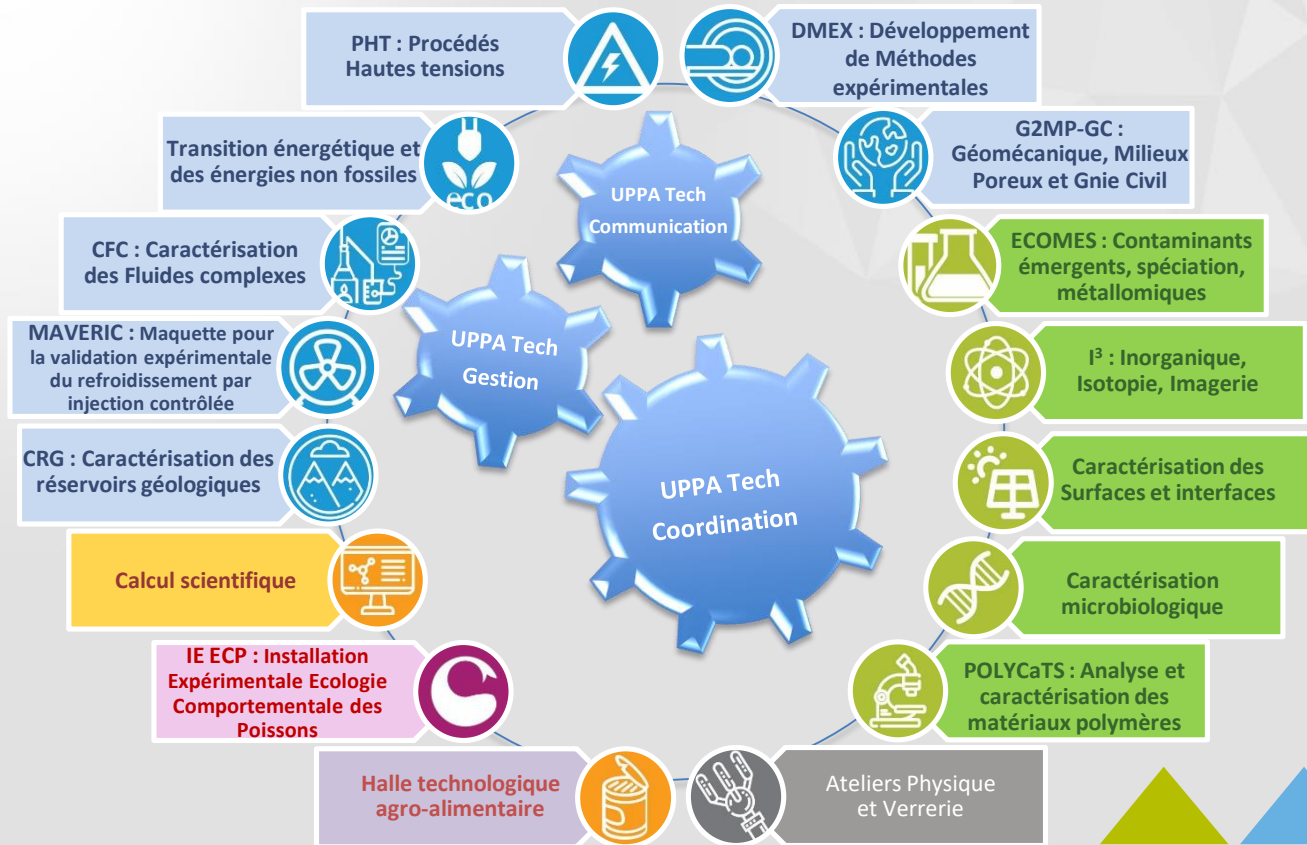 PHT : Procédés
Hautes tensions
DMEX : Développement
de Méthodes
expérimentales
Transition énergétique et
des énergies non fossiles
eco
G2MP-GC :
Géomécanique, Milieux
Poreux et Gnie Civil
UPPA Tech
Communication
CFC : Caractérisation
des Fluides complexes
ECOMES : Contaminants
émergents, spéciation,
métallomiques
MAVERIC : Maquette pour
la validation expérimentale
du refroidissement par
injection contrôlée
UPPA Tech
Gestion
I³ : Inorganique,
Isotopie, Imagerie
CRG : Caractérisation des
réservoirs géologiques
UPPA Tech
Coordination
Caractérisation des
Surfaces et interfaces
Calcul scientifique
Caractérisation
microbiologique
IE ECP : Installation
Expérimentale Ecologie
Comportementale des
Poissons
POLYCaTS : Analyse et
caractérisation des
matériaux polymères
Halle technologique
agro-alimentaire
Ateliers Physique
et Verrerie